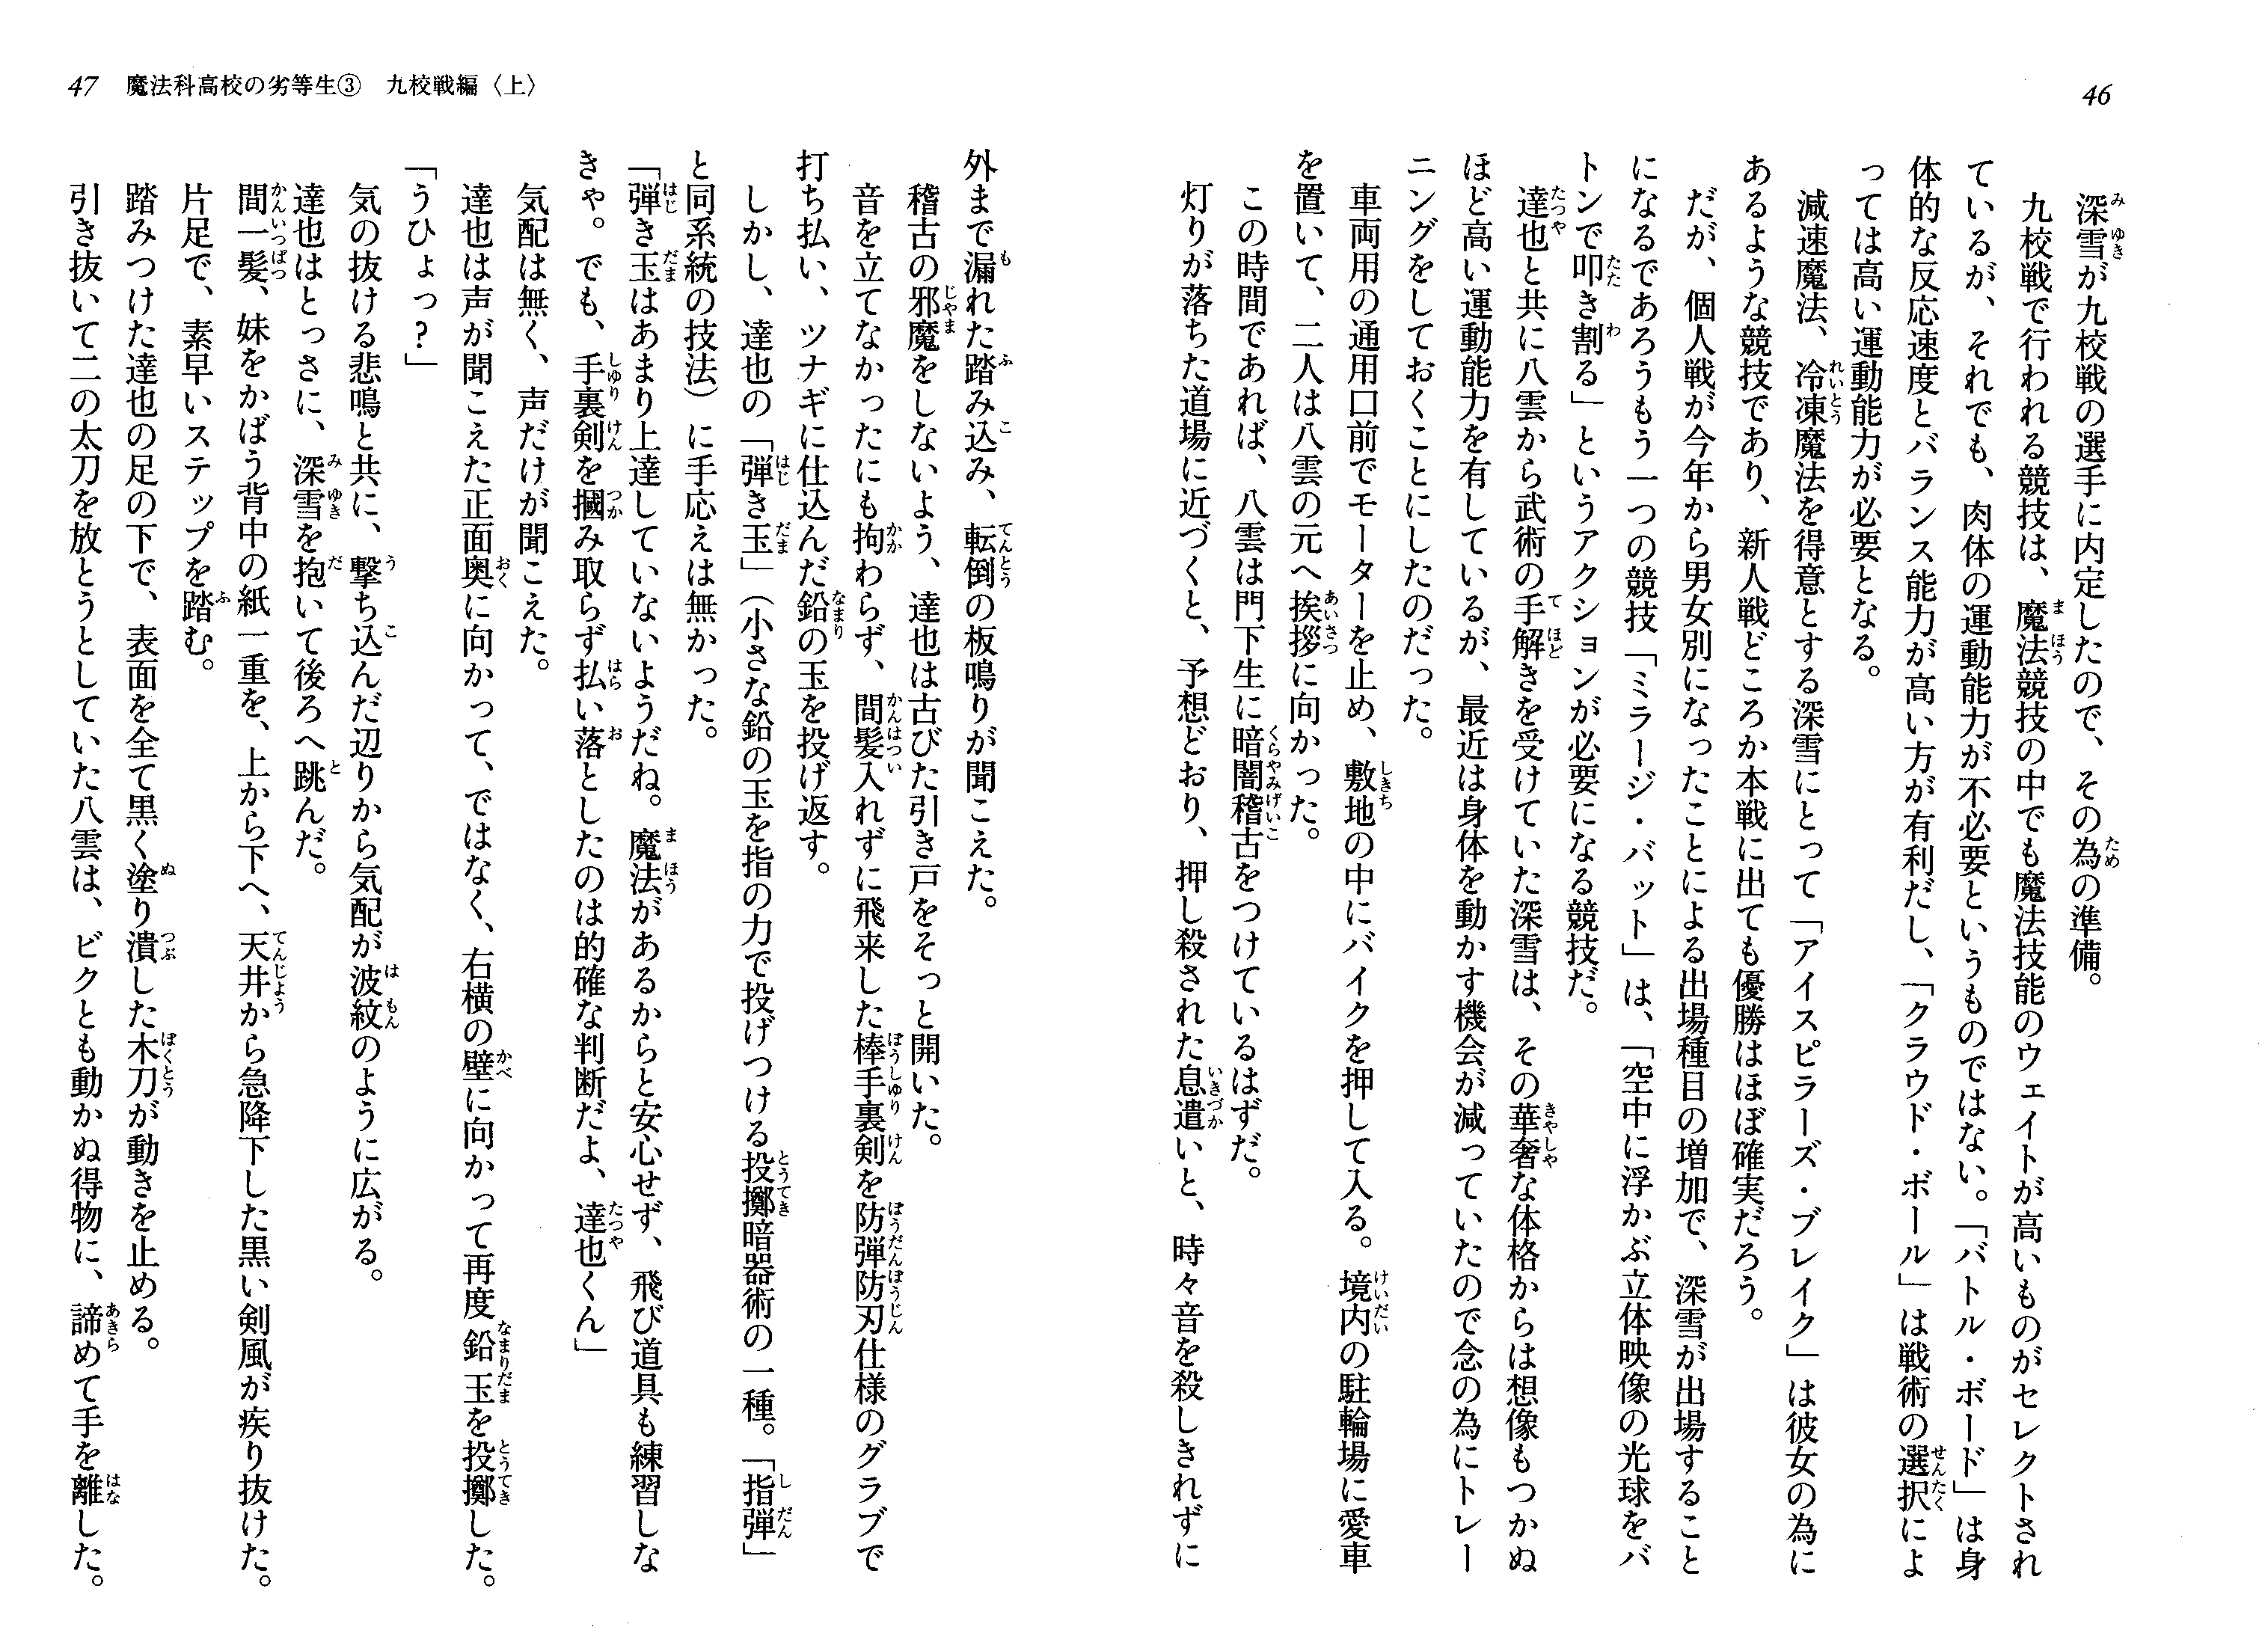 46
深雪が九校戦の選手に内定したので、その為の準備。
九校戦で行われる競技は、魔法競技の中でも魔法技能のウェイトが高いものがセレクトされ
ているが、それでも、肉体の運動能力が不必要というものではない。「バトル・ボード」は身
体的な反応速度とバランス能力が高い方が有利だし、「クラウド・ボール」は戦術の選択によ
っては高い運動能力が必要となる。
減速魔法、冷凍魔法を得意とする深雪にとって「アイスピラーズ・ブレイク」は彼女の為に
あるような競技であり、新人戦どころか本戦に出ても優勝はほぼ確実だろう。
だが、個人戦が今年から男女別になったことによる出場種目の増加で、深雪が出場すること
になるであろうもう一つの競技「ミラージ・バット」は、「空中に浮かぶ立体映像の光球をバ
トンで叩き割る」というアクションが必要になる競技だ。
達也と共に八雲から武術の手解きを受けていた深雪は、その華奢な体格からは想像もつかぬ
ほど高い運動能力を有しているが、最近は身体を動かす機会が減っていたので念の為にトレー
ニングをしておくことにしたのだった。
車両用の通用口前でモーターを止め、敷地の中にバイクを押して入る。境内の駐輪場に愛車
を置いて、二人は八雲の元へ挨拶に向かった。
この時間であれば、八雲は門下生に暗闇稽古をつけているはずだ。
灯りが落ちた道場に近づくと、予想どおり、押し殺された息遣いと、時々音を殺しきれずに
47 魔法科高校の劣等生③ 九校戦編〈上〉
外まで漏れた踏み込み、転倒の板鳴りが聞こえた。
稽古の邪魔をしないよう、達也は古びた引き戸をそっと開いた。
音を立てなかったにも拘わらず、間髪入れずに飛来した棒手裏剣を防弾防刃仕様のグラブで
打ち払い、ツナギに仕込んだ鉛の玉を投げ返す。
しかし、達也の「弾き玉」（小さな鉛の玉を指の力で投げつける投擲暗器術の一種。「指弾」
と同系統の技法）に手応えは無かった。
「弾き玉はあまり上達していないようだね。魔法があるからと安心せず、飛び道具も練習しな
きゃ。でも、手裏剣を摑み取らず払い落としたのは的確な判断だよ、達也くん」
気配は無く、声だけが聞こえた。
達也は声が聞こえた正面奥に向かって、ではなく、右横の壁に向かって再度鉛玉を投擲した。
「うひょっ？」
気の抜ける悲鳴と共に、撃ち込んだ辺りから気配が波紋のように広がる。
達也はとっさに、深雪を抱いて後ろへ跳んだ。
間一髪、妹をかばう背中の紙一重を、上から下へ、天井から急降下した黒い剣風が疾り抜けた。
片足で、素早いステップを踏む。
踏みつけた達也の足の下で、表面を全て黒く塗り潰した木刀が動きを止める。
引き抜いて二の太刀を放とうとしていた八雲は、ビクとも動かぬ得物に、諦めて手を離した。